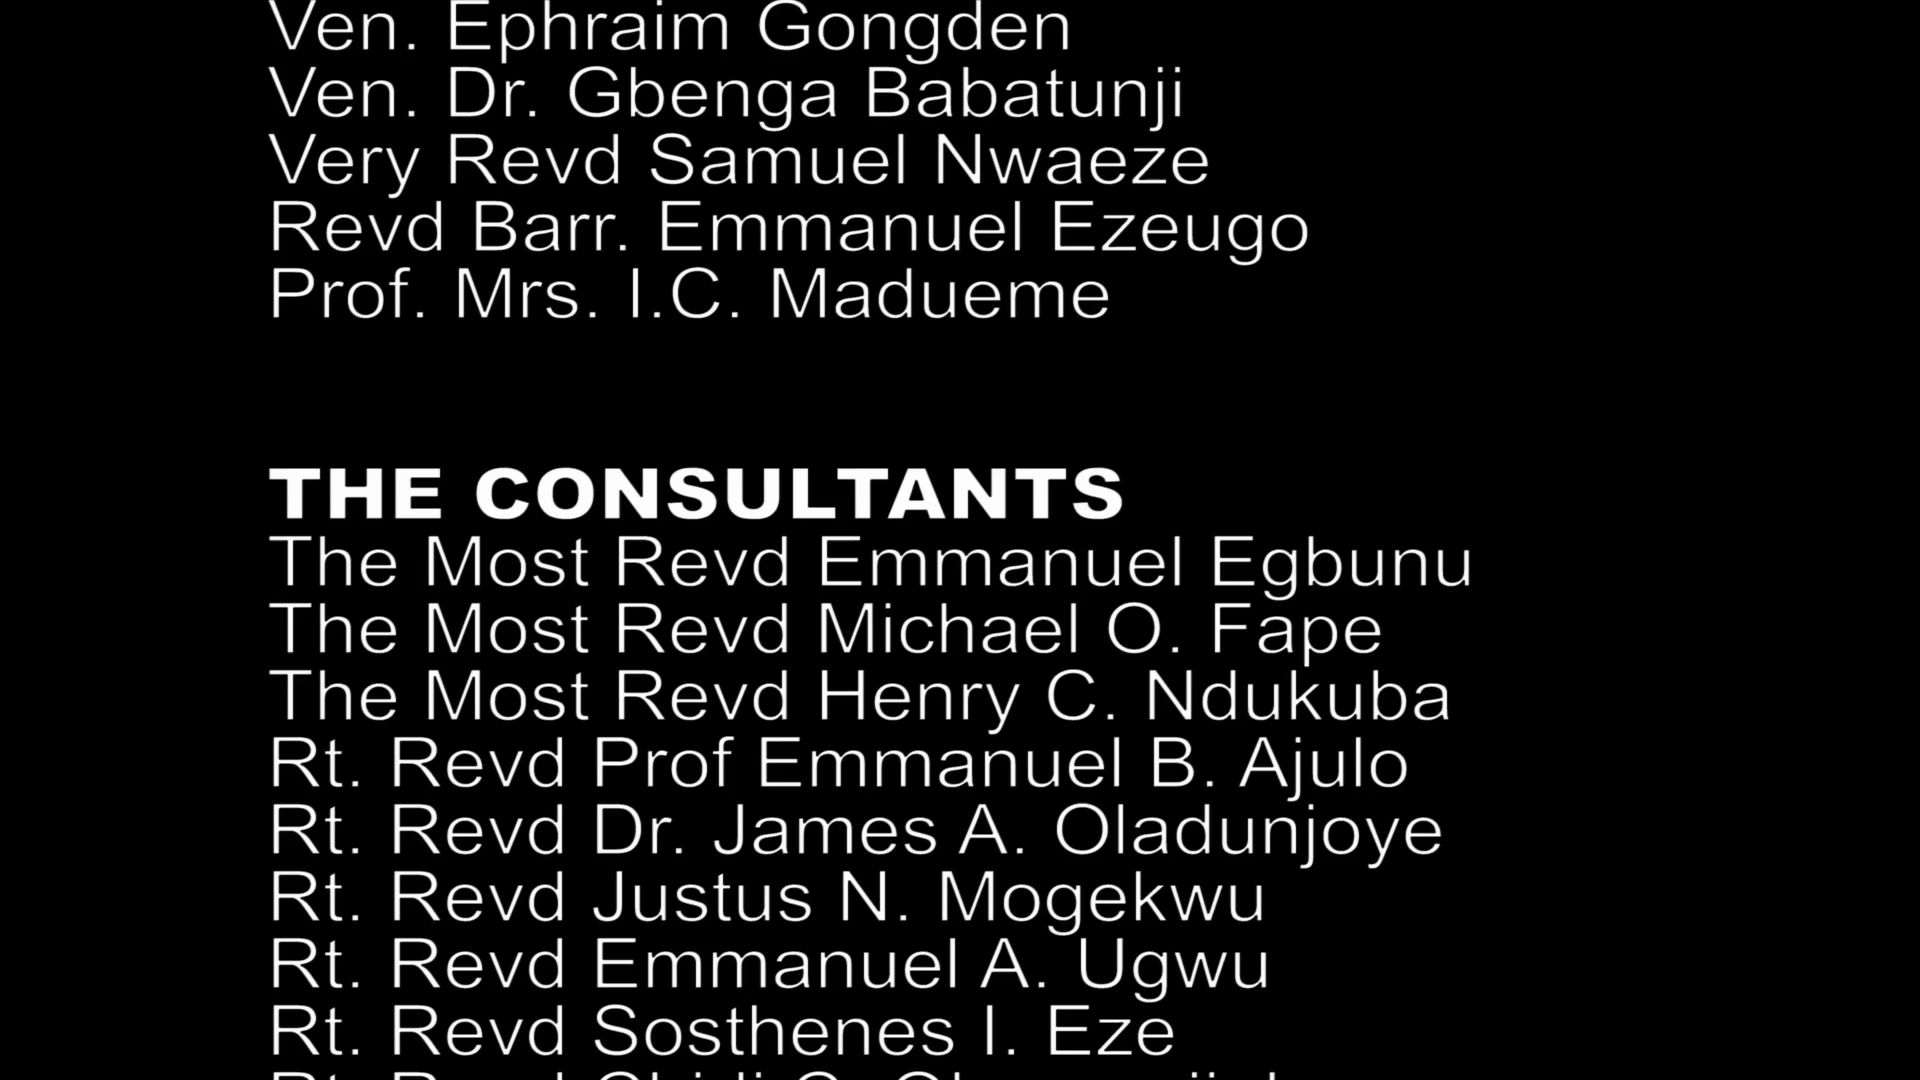 Ven. Ephraim Gongden
Ven. Dr. Gbenga Babatunji
Very Revd Samuel Nwaeze
Revd Barr. Emmanuel Ezeugo
Prof. Mrs. I.C. Madueme
THE CONSULTANTS
The Most Revd Emmanuel Egbunu
The Most Revd Michael O. Fape
The Most Revd Henry C. Ndukuba
Rt. Revd Prof Emmanuel B. Ajulo
Rt. Revd Dr. James A. Oladunjoye
Rt. Revd Justus N. Mogekwu
Rt. Revd Emmanuel A. Ugwu
Rt. Revd Sosthenes I. Eze
Rt. Revd